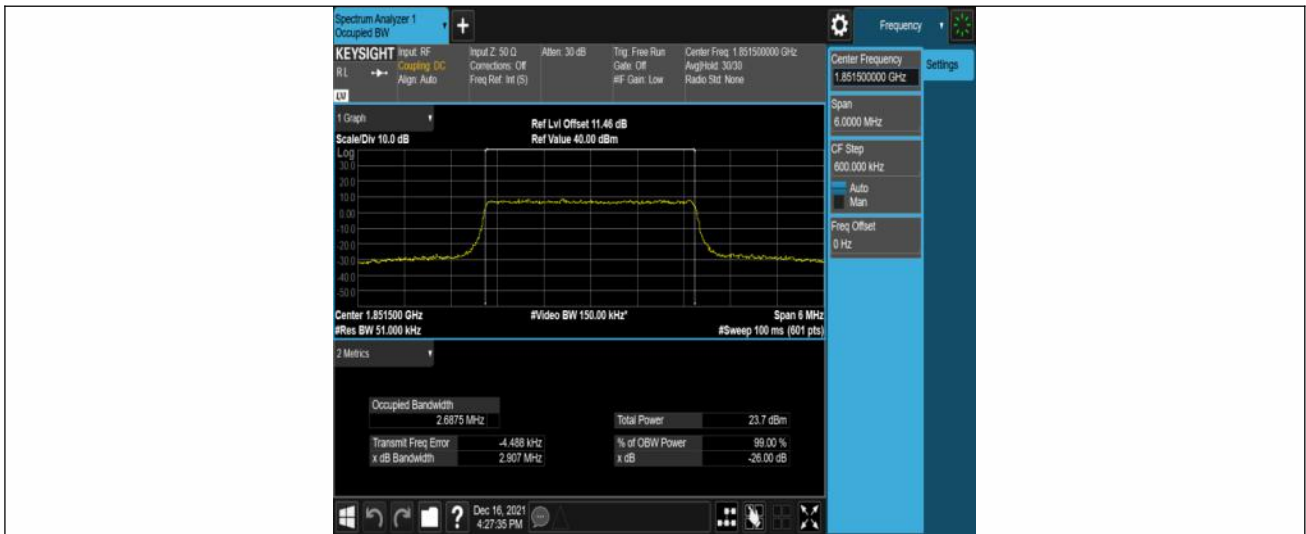 Spectrum Analyzer 1
Occupied BW
Frequency
KEYSIGHT
R L
LXI
Input: RF
Coupling: DC
Align: Auto
Input Z: 50 Ω
Corrections: Off
Freq Ref: Int (S)
Atten: 30 dB
Trig: Free Run
Gate: Off
#IF Gain: Low
Center Freq: 1.851500000 GHz
Avg|Hold: 30/30
Radio Std: None
Center Frequency
1.851500000 GHz
Settings
Span
6.0000 MHz
CF Step
600.000 kHz
Auto
Man
Freq Offset
0 Hz
1 Graph
Scale/Div 10.0 dB
Ref Lvl Offset 11.46 dB
Ref Value 40.00 dBm
Log
30.0
20.0
10.0
0.00
-10.0
-20.0
-30.0
-40.0
-50.0
Center 1.851500 GHz
#Res BW 51.000 kHz
#Video BW 150.00 kHz*
Span 6 MHz
#Sweep 100 ms (601 pts)
2 Metrics
Occupied Bandwidth
2.6875 MHz
Total Power 23.7 dBm
Transmit Freq Error -4.488 kHz
% of OBW Power 99.00 %
x dB Bandwidth 2.907 MHz
x dB -26.00 dB
?
Dec 16, 2021
4:27:35 PM